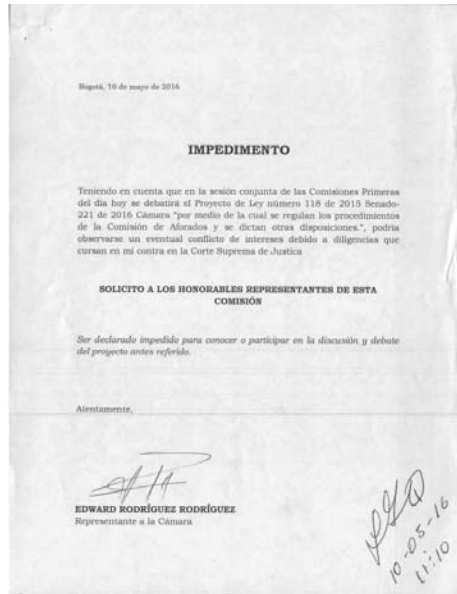 Bogotá, 10 de mayo de 2016
IMPEDIMENTO
Teniendo en cuenta que en la sesión conjunta de las Comisiones Primeras
del día hoy se debatirá el Proyecto de Ley número 118 de 2015 Senado-
221 de 2016 Cámara "por medio de la cual se regulan los procedimientos
de la Comisión de Aforados y se dictan otras disposiciones.", podría
observarse un eventual conflicto de intereses debido a diligencias que
cursan en mi contra en la Corte Suprema de Justica
SOLICITO A LOS HONORABLES REPRESENTANTES DE ESTA
COMISIÓN
Ser declarado impedido para conocer o participar en la discusión y debate
del proyecto antes referido.
Atentamente,
EDWARD RODRÍGUEZ RODRÍGUEZ
Representante a la Cámara
10-05-16
11:10